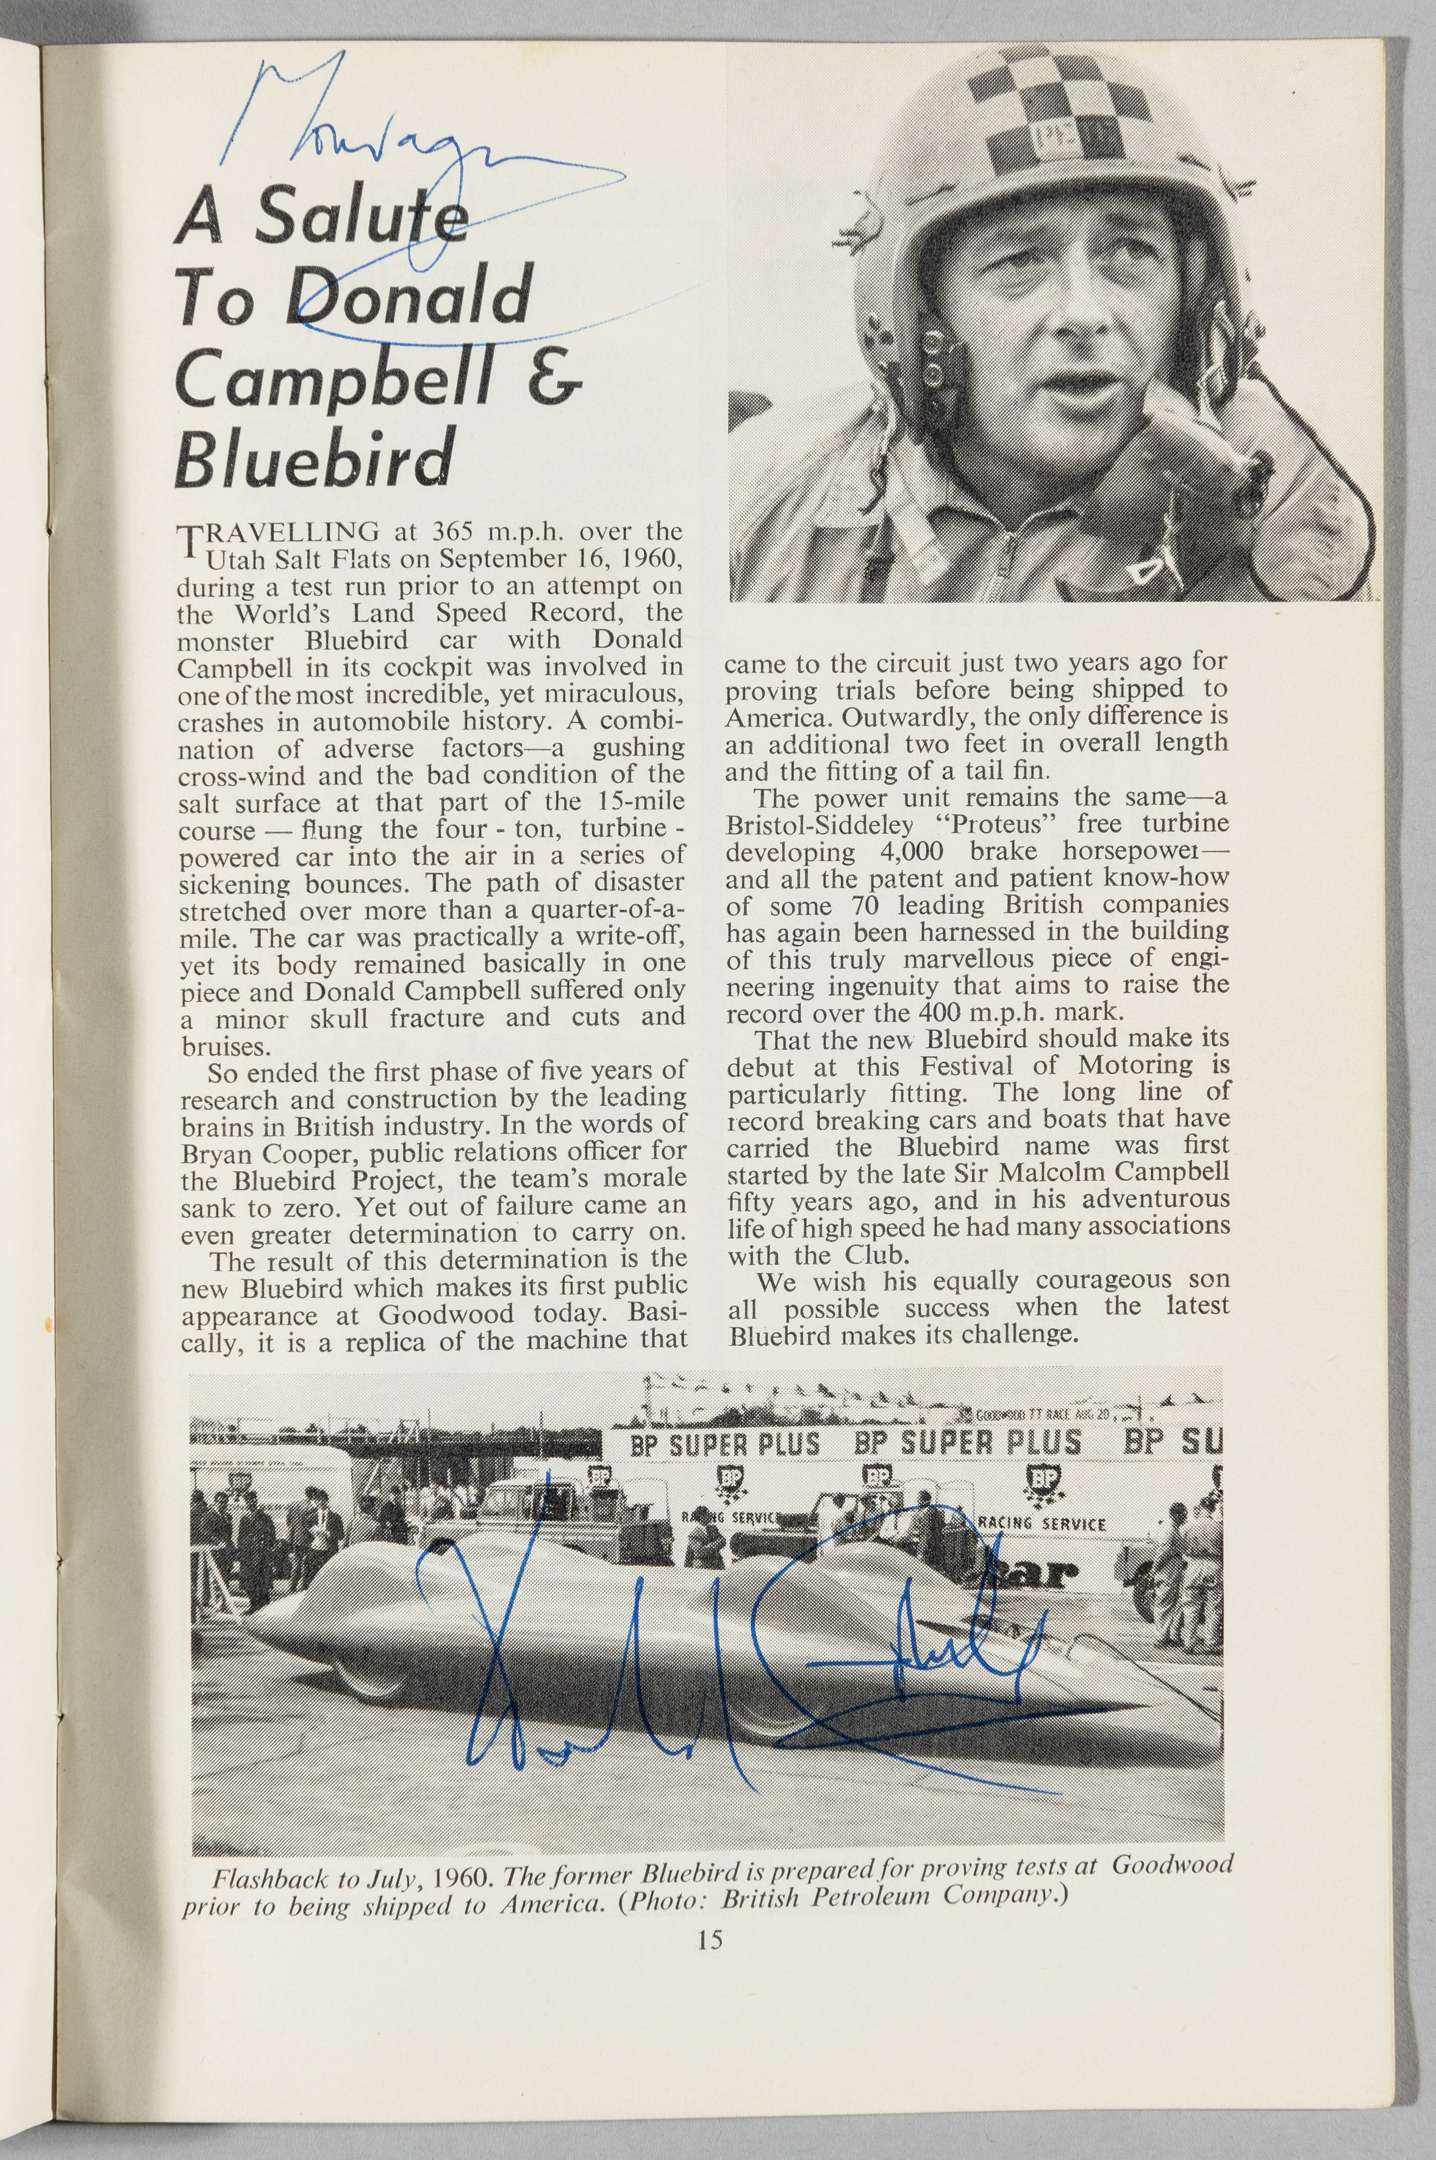 Montagu
A Salute
To Donald
Campbell &
Bluebird
TRAVELLING at 365 m.p.h. over the
Utah Salt Flats on September 16, 1960,
during a test run prior to an attempt on
the World's Land Speed Record, the
monster Bluebird car with Donald
Campbell in its cockpit was involved in
one of the most incredible, yet miraculous,
crashes in automobile history. A combi-
nation of adverse factors—a gushing
cross-wind and the bad condition of the
salt surface at that part of the 15-mile
course — flung the four - ton, turbine -
powered car into the air in a series of
sickening bounces. The path of disaster
stretched over more than a quarter-of-a-
mile. The car was practically a write-off,
yet its body remained basically in one
piece and Donald Campbell suffered only
a minor skull fracture and cuts and
bruises.
So ended the first phase of five years of
research and construction by the leading
brains in British industry. In the words of
Bryan Cooper, public relations officer for
the Bluebird Project, the team's morale
sank to zero. Yet out of failure came an
even greater determination to carry on.
The result of this determination is the
new Bluebird which makes its first public
appearance at Goodwood today. Basi-
cally, it is a replica of the machine that
came to the circuit just two years ago for
proving trials before being shipped to
America. Outwardly, the only difference is
an additional two feet in overall length
and the fitting of a tail fin.
The power unit remains the same—a
Bristol-Siddeley "Proteus" free turbine
developing 4,000 brake horsepower—
and all the patent and patient know-how
of some 70 leading British companies
has again been harnessed in the building
of this truly marvellous piece of engi-
neering ingenuity that aims to raise the
record over the 400 m.p.h. mark.
That the new Bluebird should make its
debut at this Festival of Motoring is
particularly fitting. The long line of
record breaking cars and boats that have
carried the Bluebird name was first
started by the late Sir Malcolm Campbell
fifty years ago, and in his adventurous
life of high speed he had many associations
with the Club.
We wish his equally courageous son
all possible success when the latest
Bluebird makes its challenge.
GOODWOOD TT RACE AUG 20
BP SUPER PLUS BP SUPER PLUS BP SU
BP BP BP BP
RACING SERVICE RACING SERVICE
Donald Campbell
Flashback to July, 1960. The former Bluebird is prepared for proving tests at Goodwood
prior to being shipped to America. (Photo: British Petroleum Company.)
15